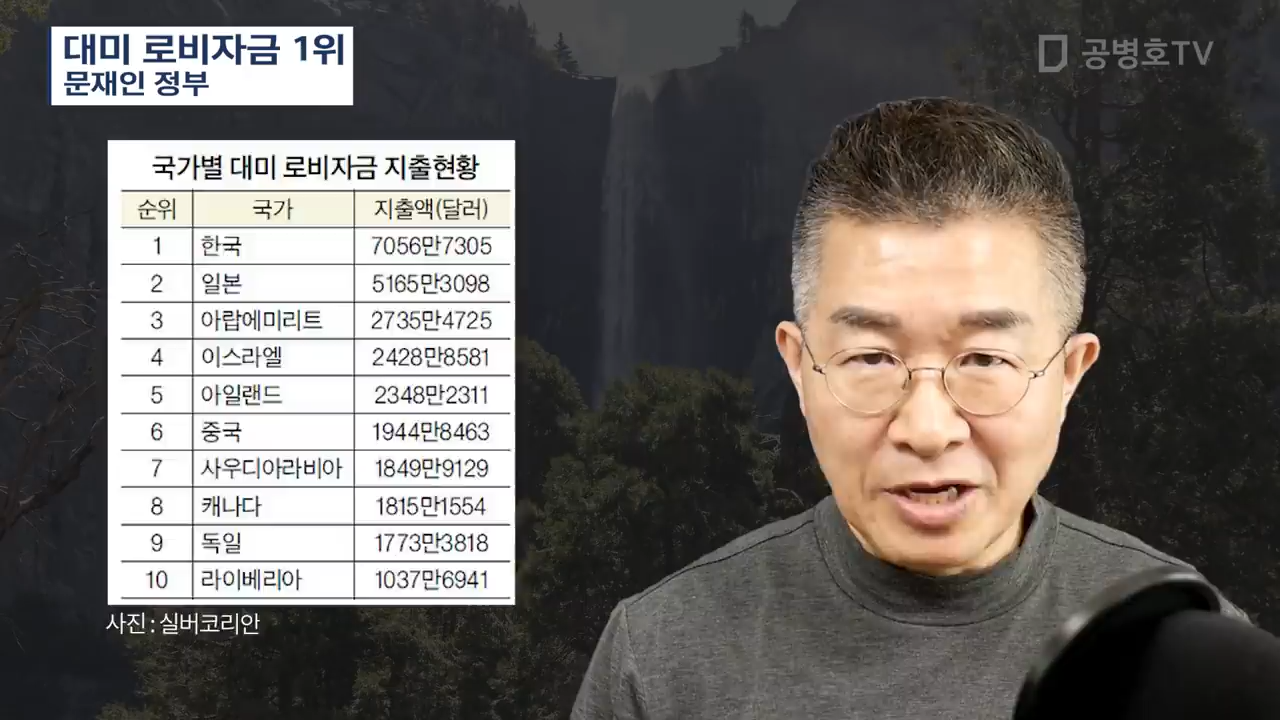 대미 로비자금 1위
문재인 정부
공병호TV
국가별 대미 로비자금 지출현황
순위 국가 지출액(달러)
1 한국 7056만7305
2 일본 5165만3098
3 아랍에미리트 2735만4725
4 이스라엘 2428만8581
5 아일랜드 2348만2311
6 중국 1944만8463
7 사우디아라비아 1849만9129
8 캐나다 1815만1554
9 독일 1773만3818
10 라이베리아 1037만6941
사진 : 실버코리안